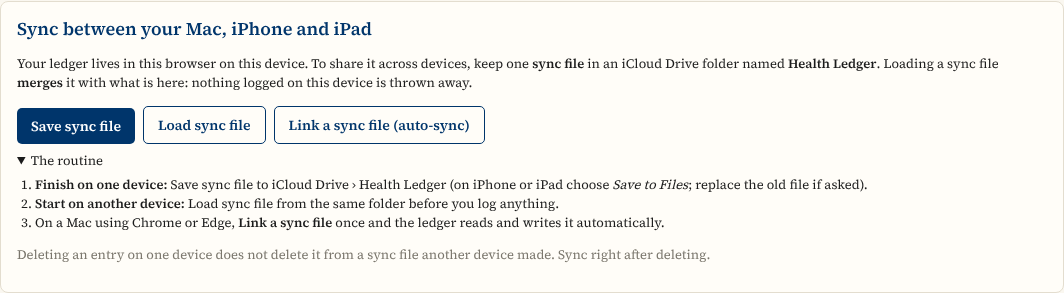 Sync between your Mac, iPhone and iPad
Your ledger lives in this browser on this device. To share it across devices, keep one sync file in an iCloud Drive folder named Health Ledger. Loading a sync file
merges it with what is here: nothing logged on this device is thrown away.
Save sync file Load sync file Link a sync file (auto-sync)
▼ The routine
1. Finish on one device: Save sync file to iCloud Drive › Health Ledger (on iPhone or iPad choose Save to Files; replace the old file if asked).
2. Start on another device: Load sync file from the same folder before you log anything.
3. On a Mac using Chrome or Edge, Link a sync file once and the ledger reads and writes it automatically.
Deleting an entry on one device does not delete it from a sync file another device made. Sync right after deleting.